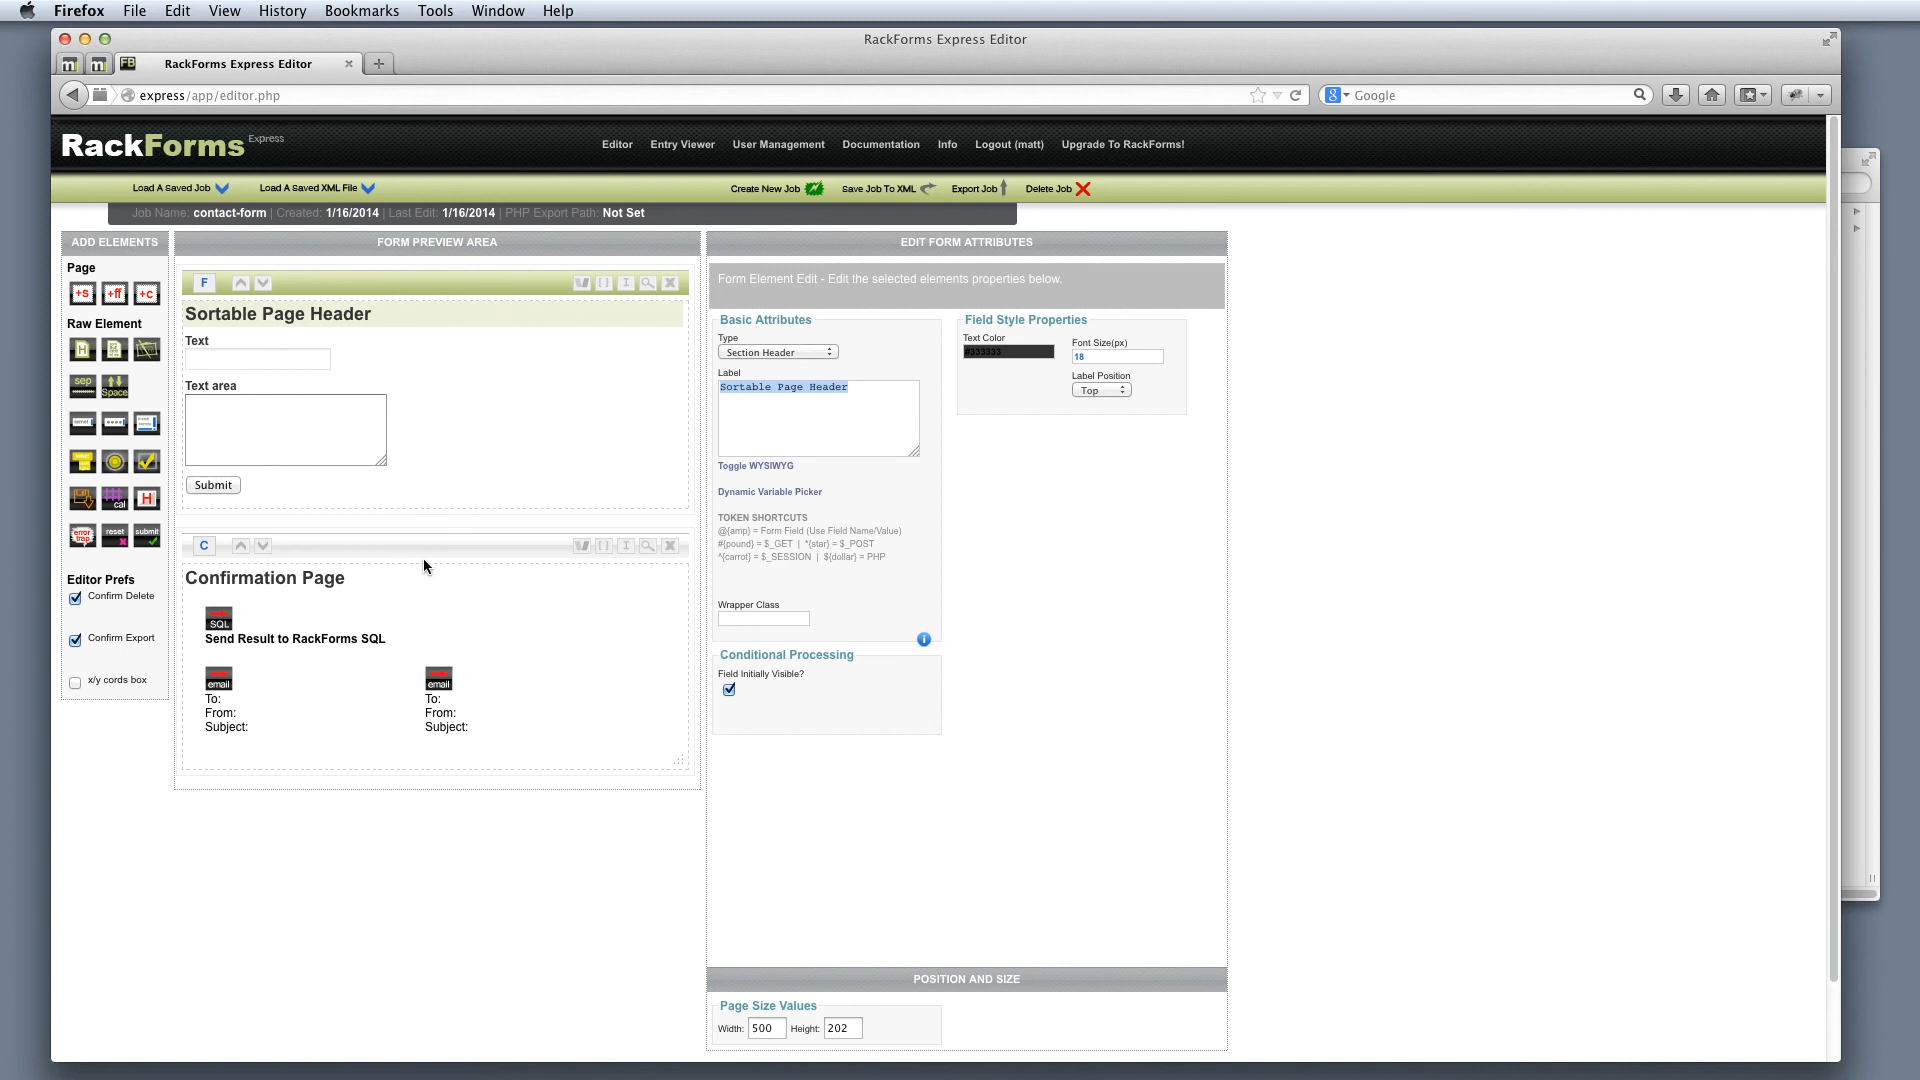 Firefox File Edit View History Bookmarks Tools Window Help
RackForms Express Editor
RackForms Express Editor
express/app/editor.php
Google
RackForms Express
Editor Entry Viewer User Management Documentation Info Logout (matt) Upgrade To RackForms!
Load A Saved Job Load A Saved XML File Create New Job Save Job To XML Export Job Delete Job
Job Name: contact-form | Created: 1/16/2014 | Last Edit: 1/16/2014 | PHP Export Path: Not Set
ADD ELEMENTS
Page
+s +ff +c
Raw Element
sep Space
cal H
error trap reset submit
Editor Prefs
Confirm Delete
Confirm Export
x/y cords box
FORM PREVIEW AREA
F
Sortable Page Header
Text
Text area
Submit
C
Confirmation Page
SQL
Send Result to RackForms SQL
email email
To: To:
From: From:
Subject: Subject:
EDIT FORM ATTRIBUTES
Form Element Edit - Edit the selected elements properties below.
Basic Attributes
Type
Section Header
Label
Sortable Page Header
Toggle WYSIWYG
Dynamic Variable Picker
TOKEN SHORTCUTS
@{amp} = Form Field (Use Field Name/Value)
#{pound} = $_GET | *{star} = $_POST
^{carrot} = $_SESSION | ${dollar} = PHP
Wrapper Class
Conditional Processing
Field Initially Visible?
Field Style Properties
Text Color
#333333
Font Size(px)
18
Label Position
Top
POSITION AND SIZE
Page Size Values
Width: 500 Height: 202